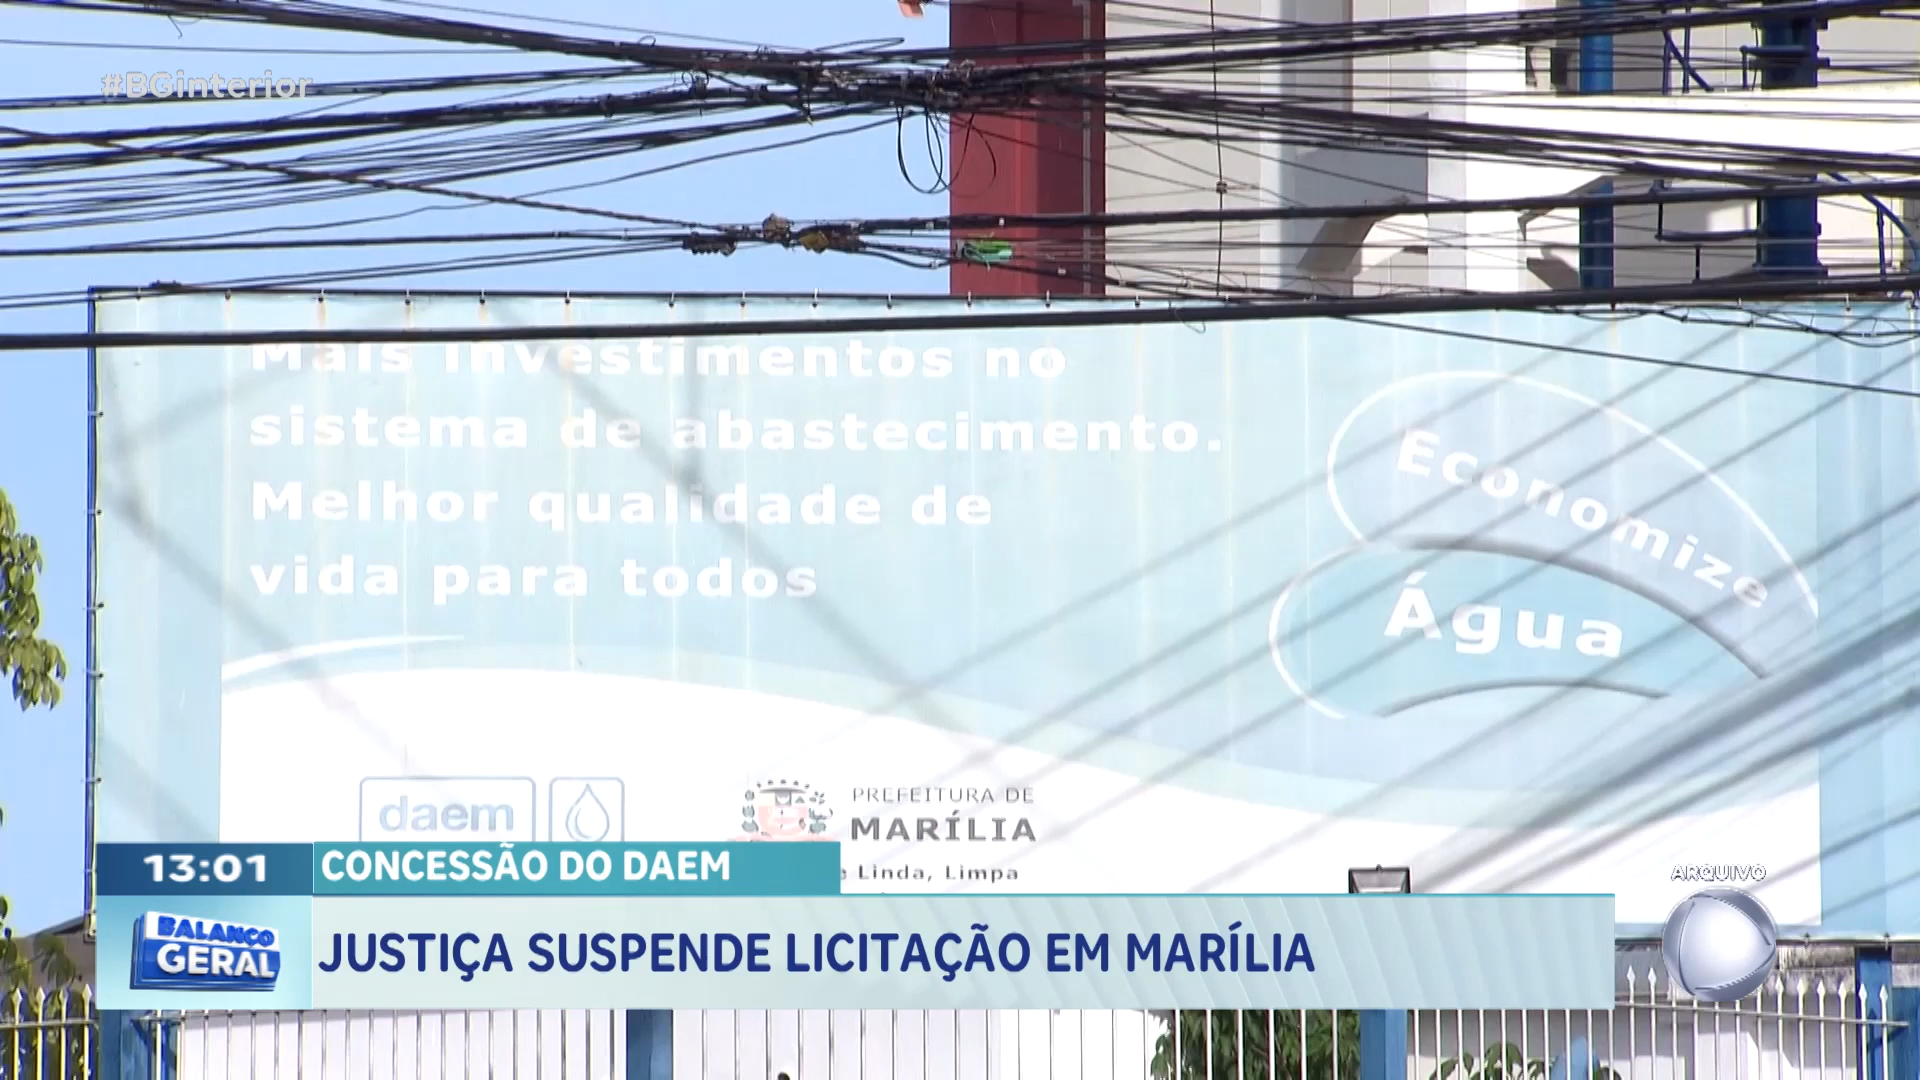 #BGinterior
Mais investimentos no
sistema de abastecimento.
Melhor qualidade de
vida para todos
Economize
Água
daem
PREFEITURA DE
MARÍLIA
Linda, Limpa
13:01
CONCESSÃO DO DAEM
ARQUIVO
BALANÇO
GERAL
JUSTIÇA SUSPENDE LICITAÇÃO EM MARÍLIA